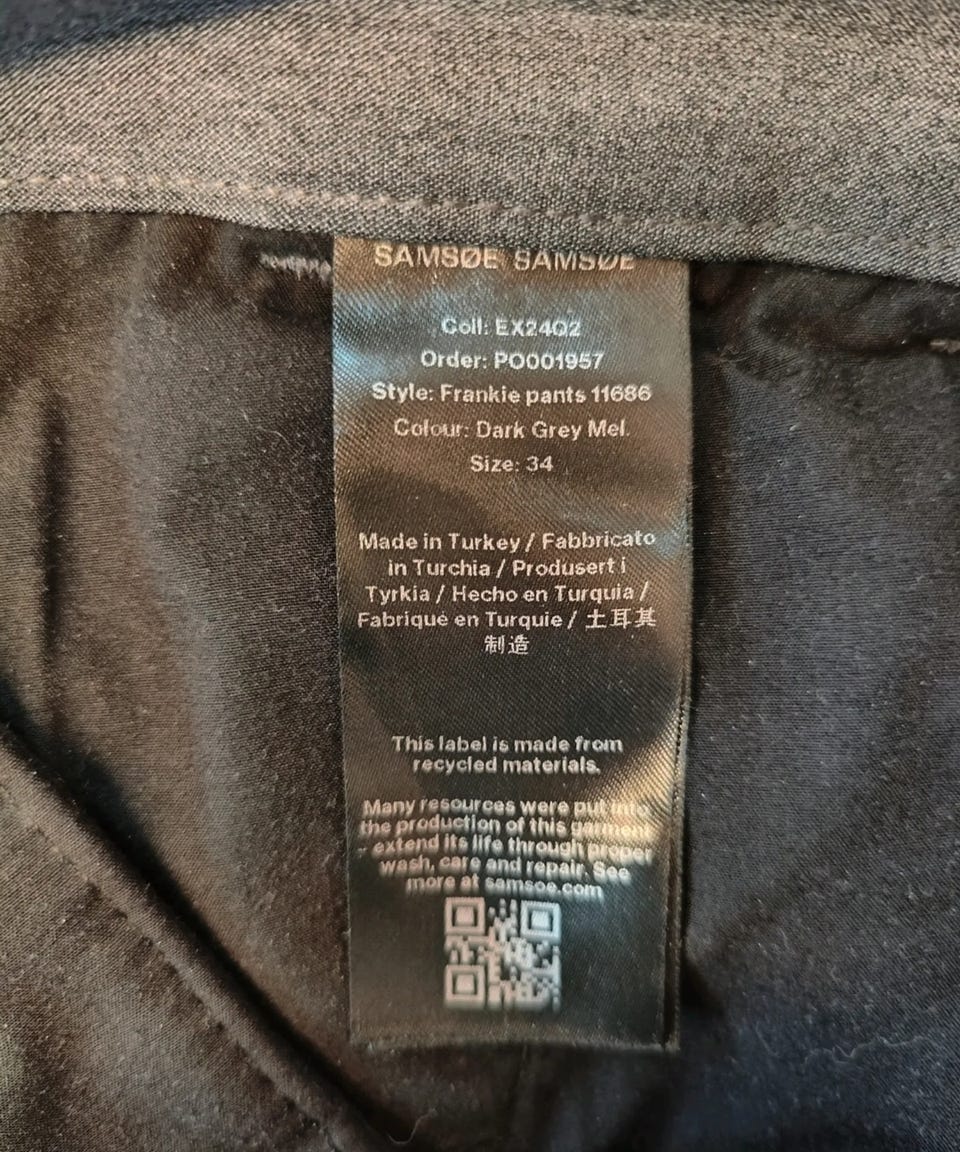 SAMSØE SAMSØE
Coll: EX24Q2
Order: PO001957
Style: Frankie pants 11686
Colour: Dark Grey Mel.
Size: 34
Made in Turkey / Fabbricato
in Turchia / Produsert i
Tyrkia / Hecho en Turquia /
Fabriqué en Turquie / 土耳其
制造
This label is made from
recycled materials.
Many resources were put into
the production of this garment
- extend its life through proper
wash, care and repair. See
more at samsoe.com